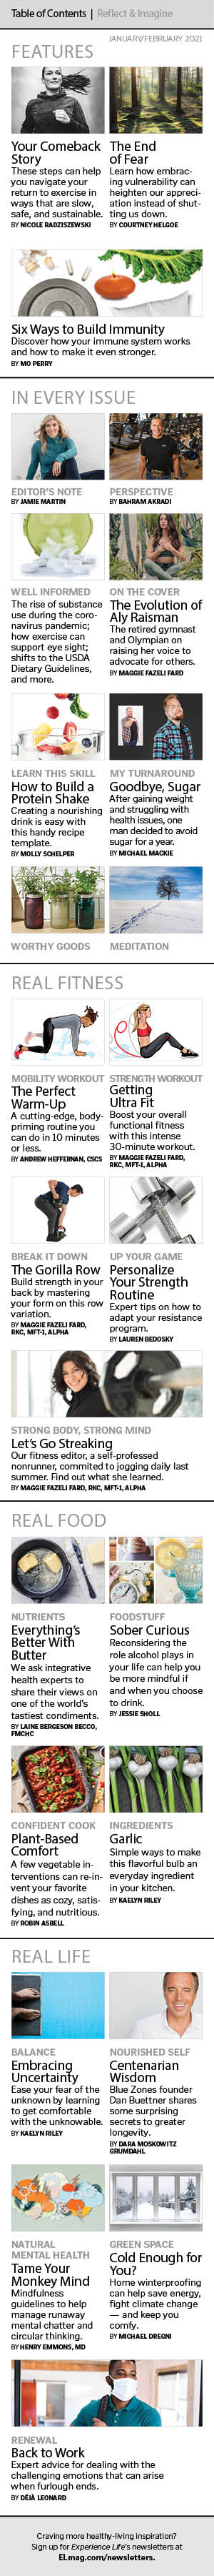 Table of Contents | Reflect & Imagine
JANUARY/FEBRUARY 2021
FEATURES
Your Comeback
Story
These steps can help
you navigate your
return to exercise in
ways that are slow,
safe, and sustainable.
BY NICOLE RADZISZEWSKI
The End
of Fear
Learn how embrac-
ing vulnerability can
heighten our appreci-
ation instead of shut-
ting us down.
BY COURTNEY HELGOE
Six Ways to Build Immunity
Discover how your immune system works
and how to make it even stronger.
BY MO PERRY
IN EVERY ISSUE
EDITOR'S NOTE
BY JAMIE MARTIN
PERSPECTIVE
BY BAHRAM AKRADI
WELL INFORMED
The rise of substance
use during the coro-
navirus pandemic;
how exercise can
support eye sight;
shifts to the USDA
Dietary Guidelines,
and more.
ON THE COVER
The Evolution of
Aly Raisman
The retired gymnast
and Olympian on
raising her voice to
advocate for others.
BY MAGGIE FAZELI FARD
LEARN THIS SKILL
How to Build a
Protein Shake
Creating a nourishing
drink is easy with
this handy recipe
template.
BY MOLLY SCHELPER
MY TURNAROUND
Goodbye, Sugar
After gaining weight
and struggling with
health issues, one
man decided to avoid
sugar for a year.
BY MICHAEL MACKIE
WORTHY GOODS
MEDITATION
REAL FITNESS
MOBILITY WORKOUT
The Perfect
Warm-Up
A cutting-edge, body-
priming routine you
can do in 10 minutes
or less.
BY ANDREW HEFFERNAN, CSCS
STRENGTH WORKOUT
Getting
Ultra Fit
Boost your overall
functional fitness
with this intense
30-minute workout.
BY MAGGIE FAZELI FARD,
RKC, MFT-1, ALPHA
BREAK IT DOWN
The Gorilla Row
Build strength in your
back by mastering
your form on this row
variation.
BY MAGGIE FAZELI FARD,
RKC, MFT-1, ALPHA
UP YOUR GAME
Personalize
Your Strength
Routine
Expert tips on how to
adapt your resistance
program.
BY LAUREN BEDOSKY
STRONG BODY, STRONG MIND
Let's Go Streaking
Our fitness editor, a self-professed
nonrunner, committed to jogging daily last
summer. Find out what she learned.
BY MAGGIE FAZELI FARD, RKC, MFT-1, ALPHA
REAL FOOD
NUTRIENTS
Everything's
Better With
Butter
We ask integrative
health experts to
share their views on
one of the world's
tastiest condiments.
BY LAINE BERGESON BECCO,
FMCHC
FOODSTUFF
Sober Curious
Reconsidering the
role alcohol plays in
your life can help you
be more mindful if
and when you choose
to drink.
BY JESSIE SHOLL
CONFIDENT COOK
Plant-Based
Comfort
A few vegetable in-
terventions can re-in-
vent your favorite
dishes as cozy, satis-
fying, and nutritious.
BY ROBIN ASBELL
INGREDIENTS
Garlic
Simple ways to make
this flavorful bulb an
everyday ingredient
in your kitchen.
BY KAELYN RILEY
REAL LIFE
BALANCE
Embracing
Uncertainty
Ease your fear of the
unknown by learning
to get comfortable
with the unknowable.
BY KAELYN RILEY
NOURISHED SELF
Centenarian
Wisdom
Blue Zones founder
Dan Buettner shares
some surprising
secrets to greater
longevity.
BY DARA MOSKOWITZ
GRUMDAHL
NATURAL
MENTAL HEALTH
Tame Your
Monkey Mind
Mindfulness
guidelines to help
manage runaway
mental chatter and
circular thinking.
BY HENRY EMMONS, MD
GREEN SPACE
Cold Enough for
You?
Home winterproofing
can help save energy,
fight climate change
— and keep you
comfy.
BY MICHAEL DREGNI
RENEWAL
Back to Work
Expert advice for dealing with the
challenging emotions that can arise
when furlough ends.
BY DÉJÀ LEONARD
Craving more healthy-living inspiration?
Sign up for Experience Life's newsletters at
ELmag.com/newsletters.